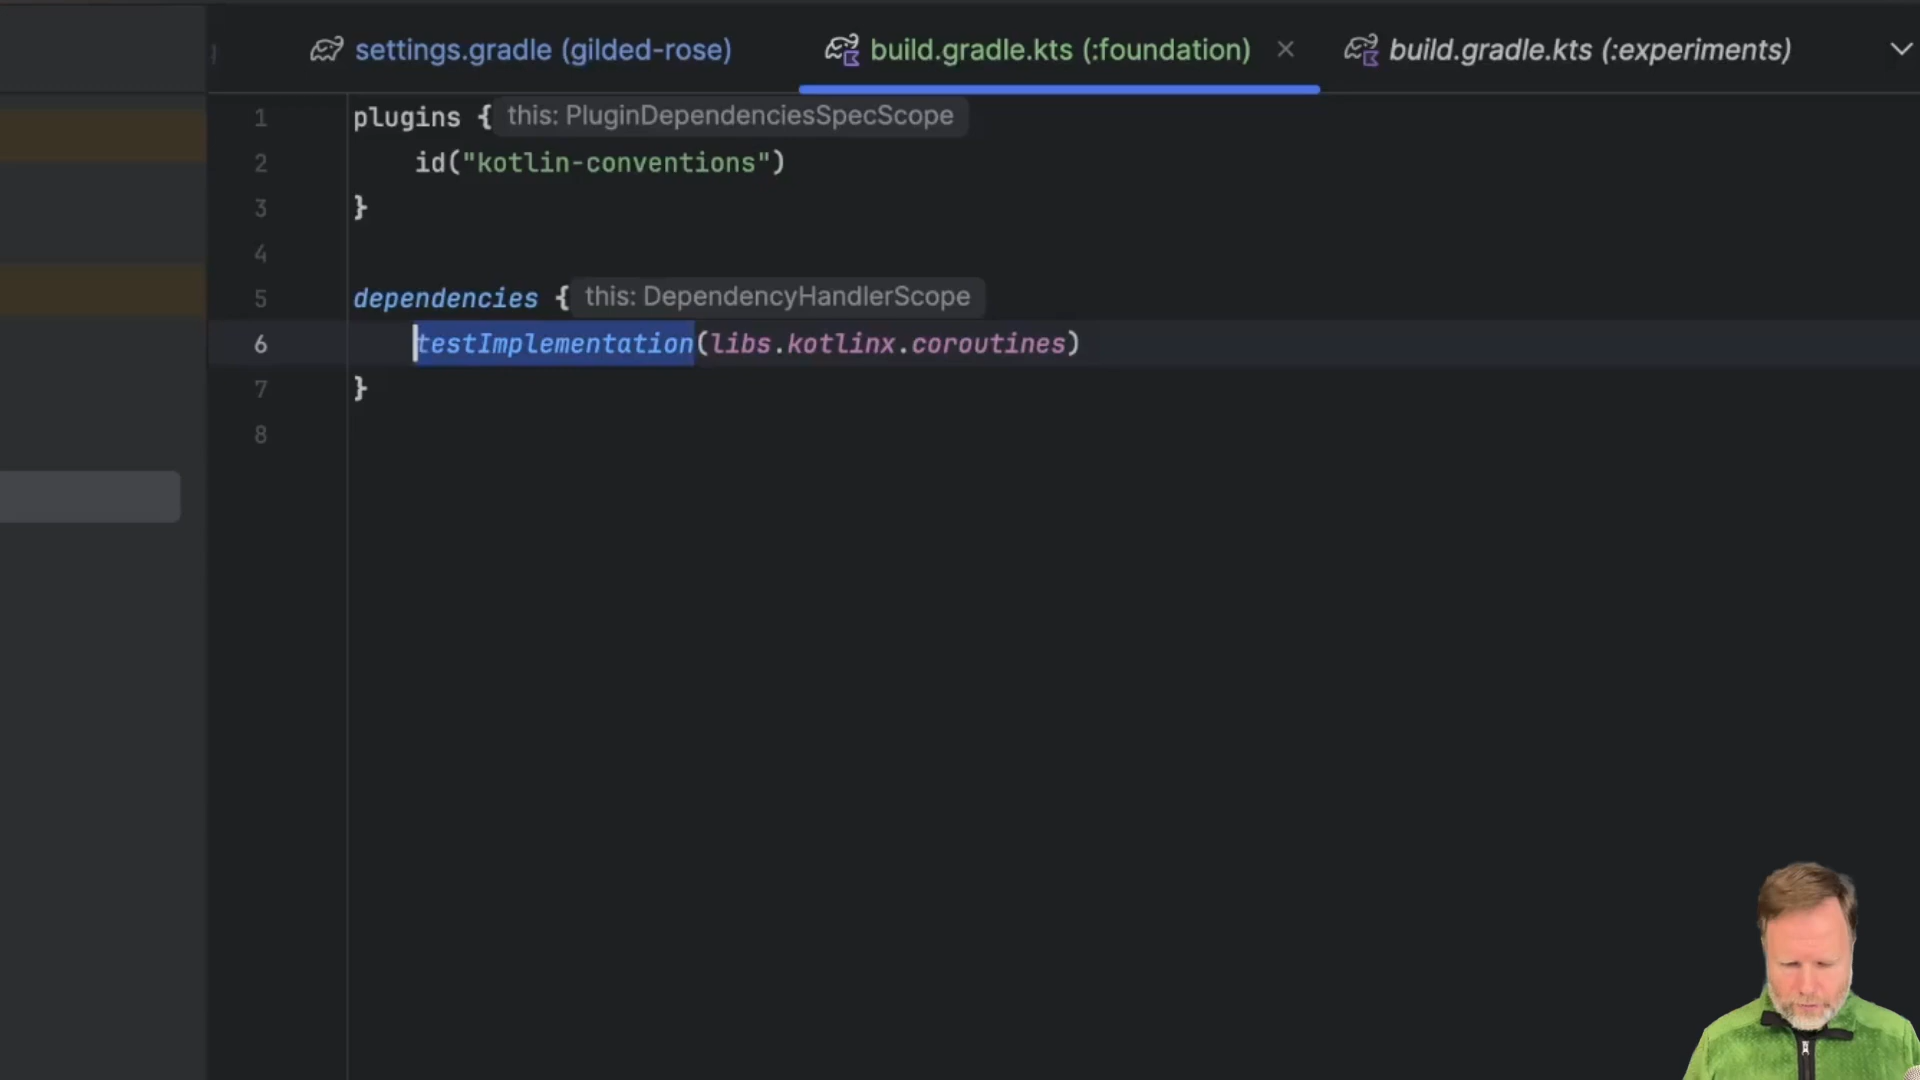 settings.gradle (gilded-rose)
build.gradle.kts (:foundation)
build.gradle.kts (:experiments)
1 plugins { this: PluginDependenciesSpecScope
2 id("kotlin-conventions")
3 }
4
5 dependencies { this: DependencyHandlerScope
6 testImplementation(libs.kotlinx.coroutines)
7 }
8